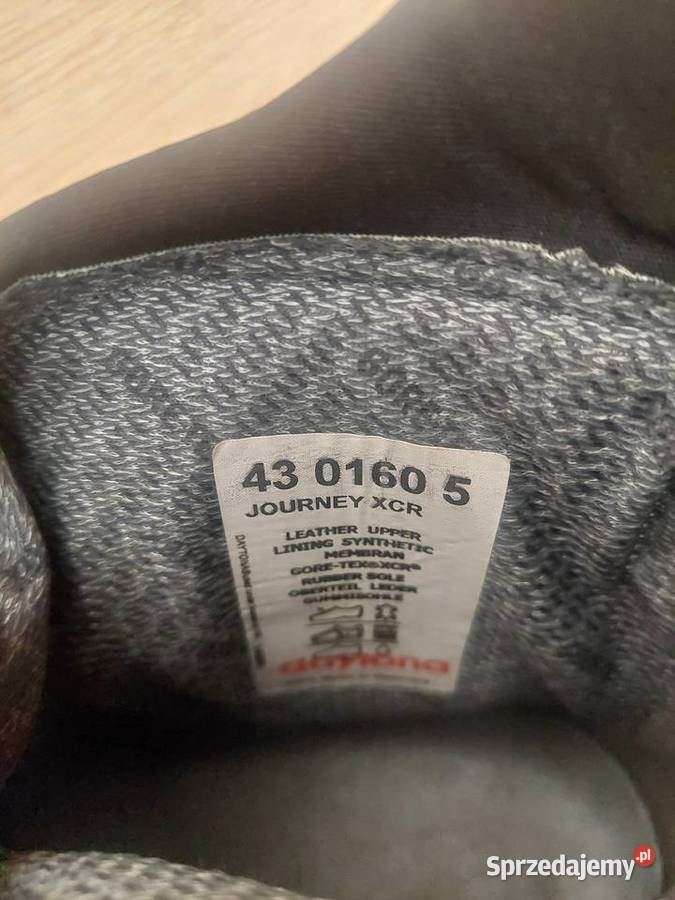 43 0160 5
JOURNEY XCR
LEATHER UPPER
LINING SYNTHETIC
MEMBRAN
GORE-TEX®XCR®
RUBBER SOLE
OBERTEIL LEDER
GUMMISOHLE
daytona
Sprzedajemy.pl